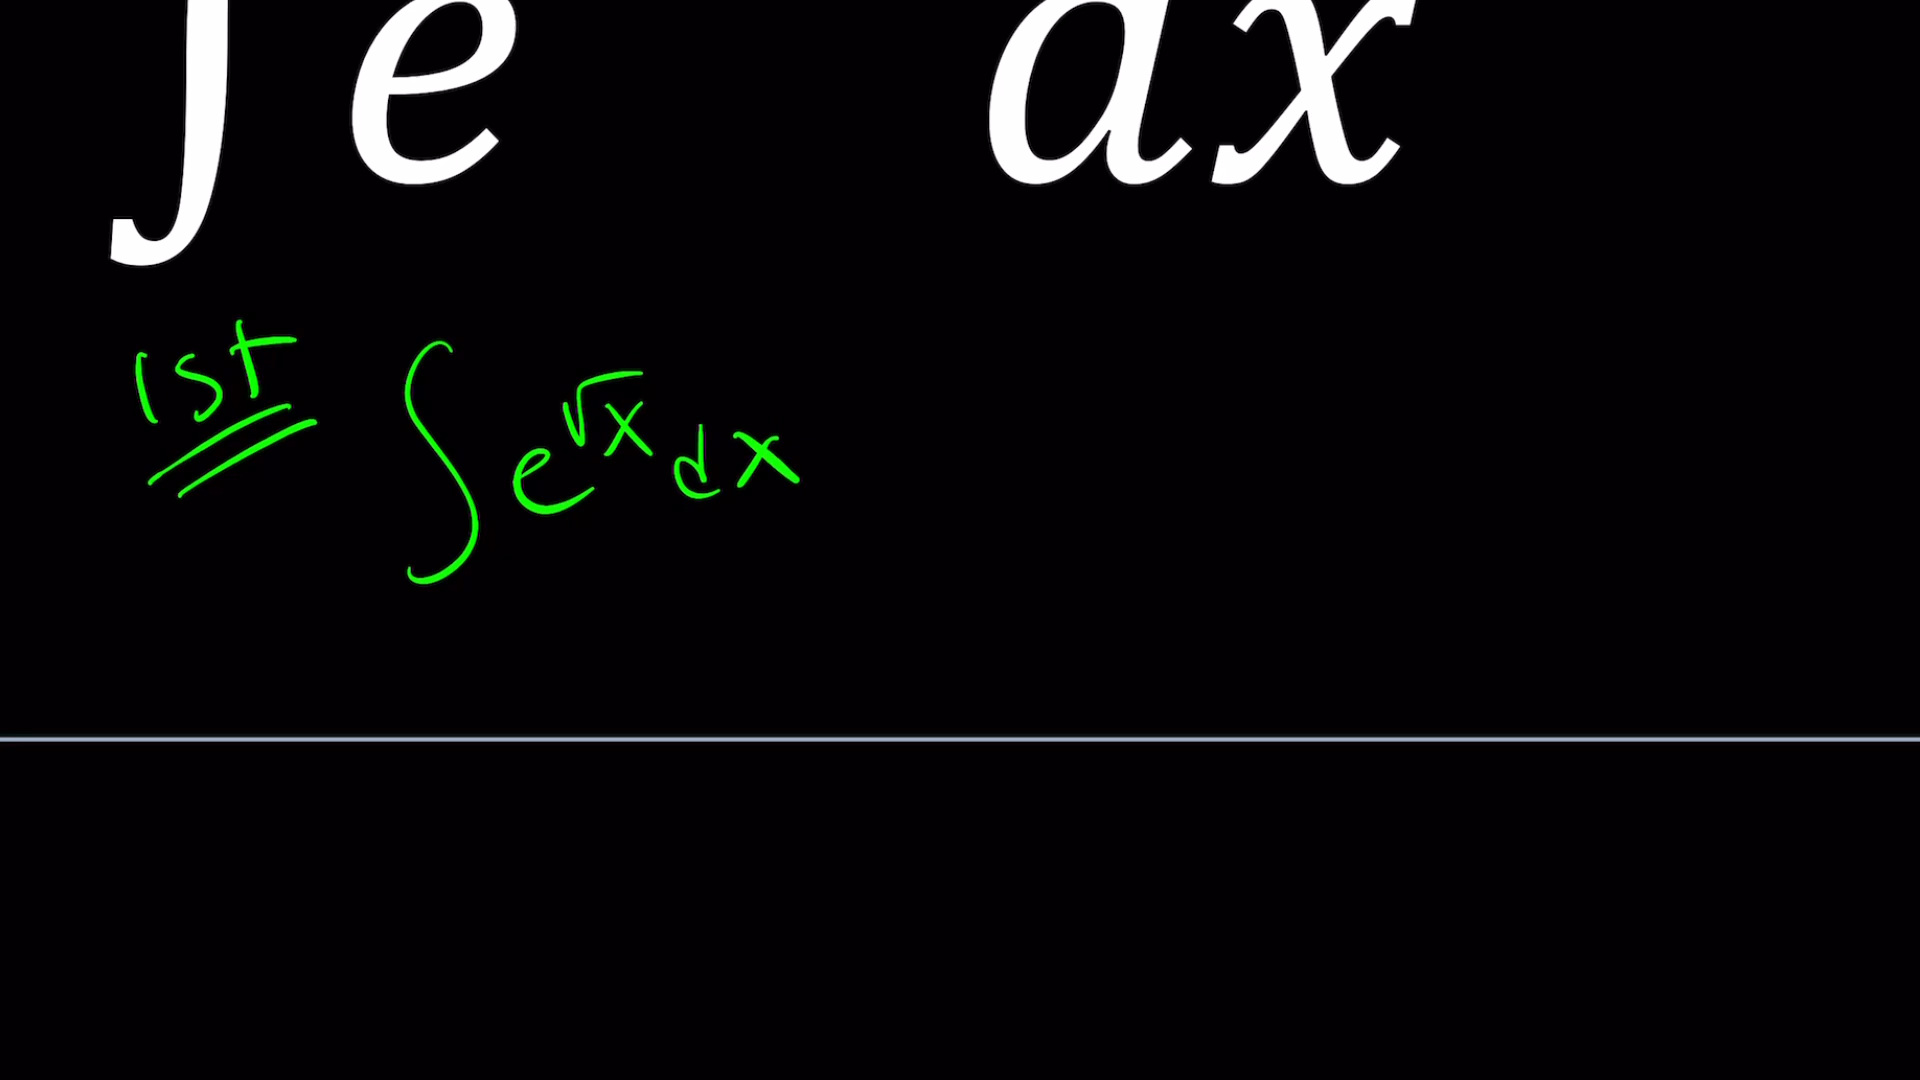 ∫e dx
1st ∫e^√x dx